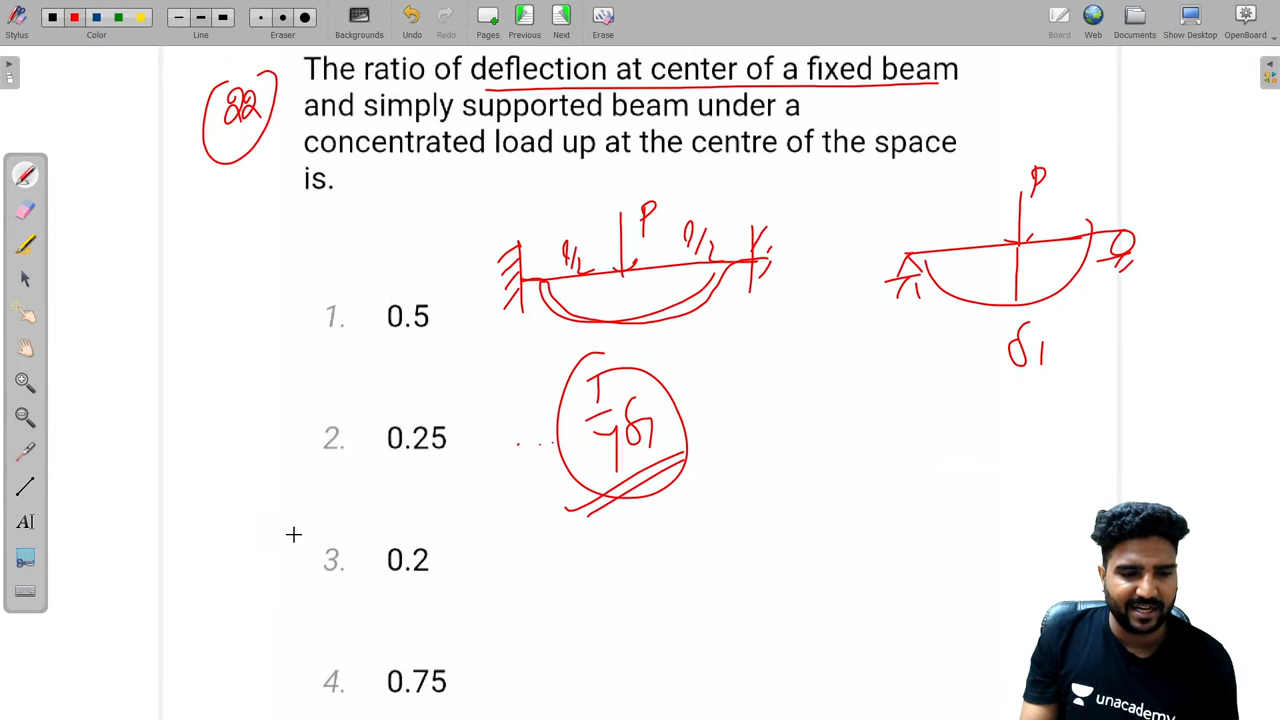 Stylus
Color
Line
Eraser
Backgrounds
Undo
Redo
Pages
Previous
Next
Erase
Board
Web
Documents
Show Desktop
OpenBoard
22
The ratio of deflection at center of a fixed beam
and simply supported beam under a
concentrated load up at the centre of the space
is.
P
l/2
l/2
P
1. 0.5
δ1
2. 0.25
1/4 δ1
3. 0.2
4. 0.75
unacademy